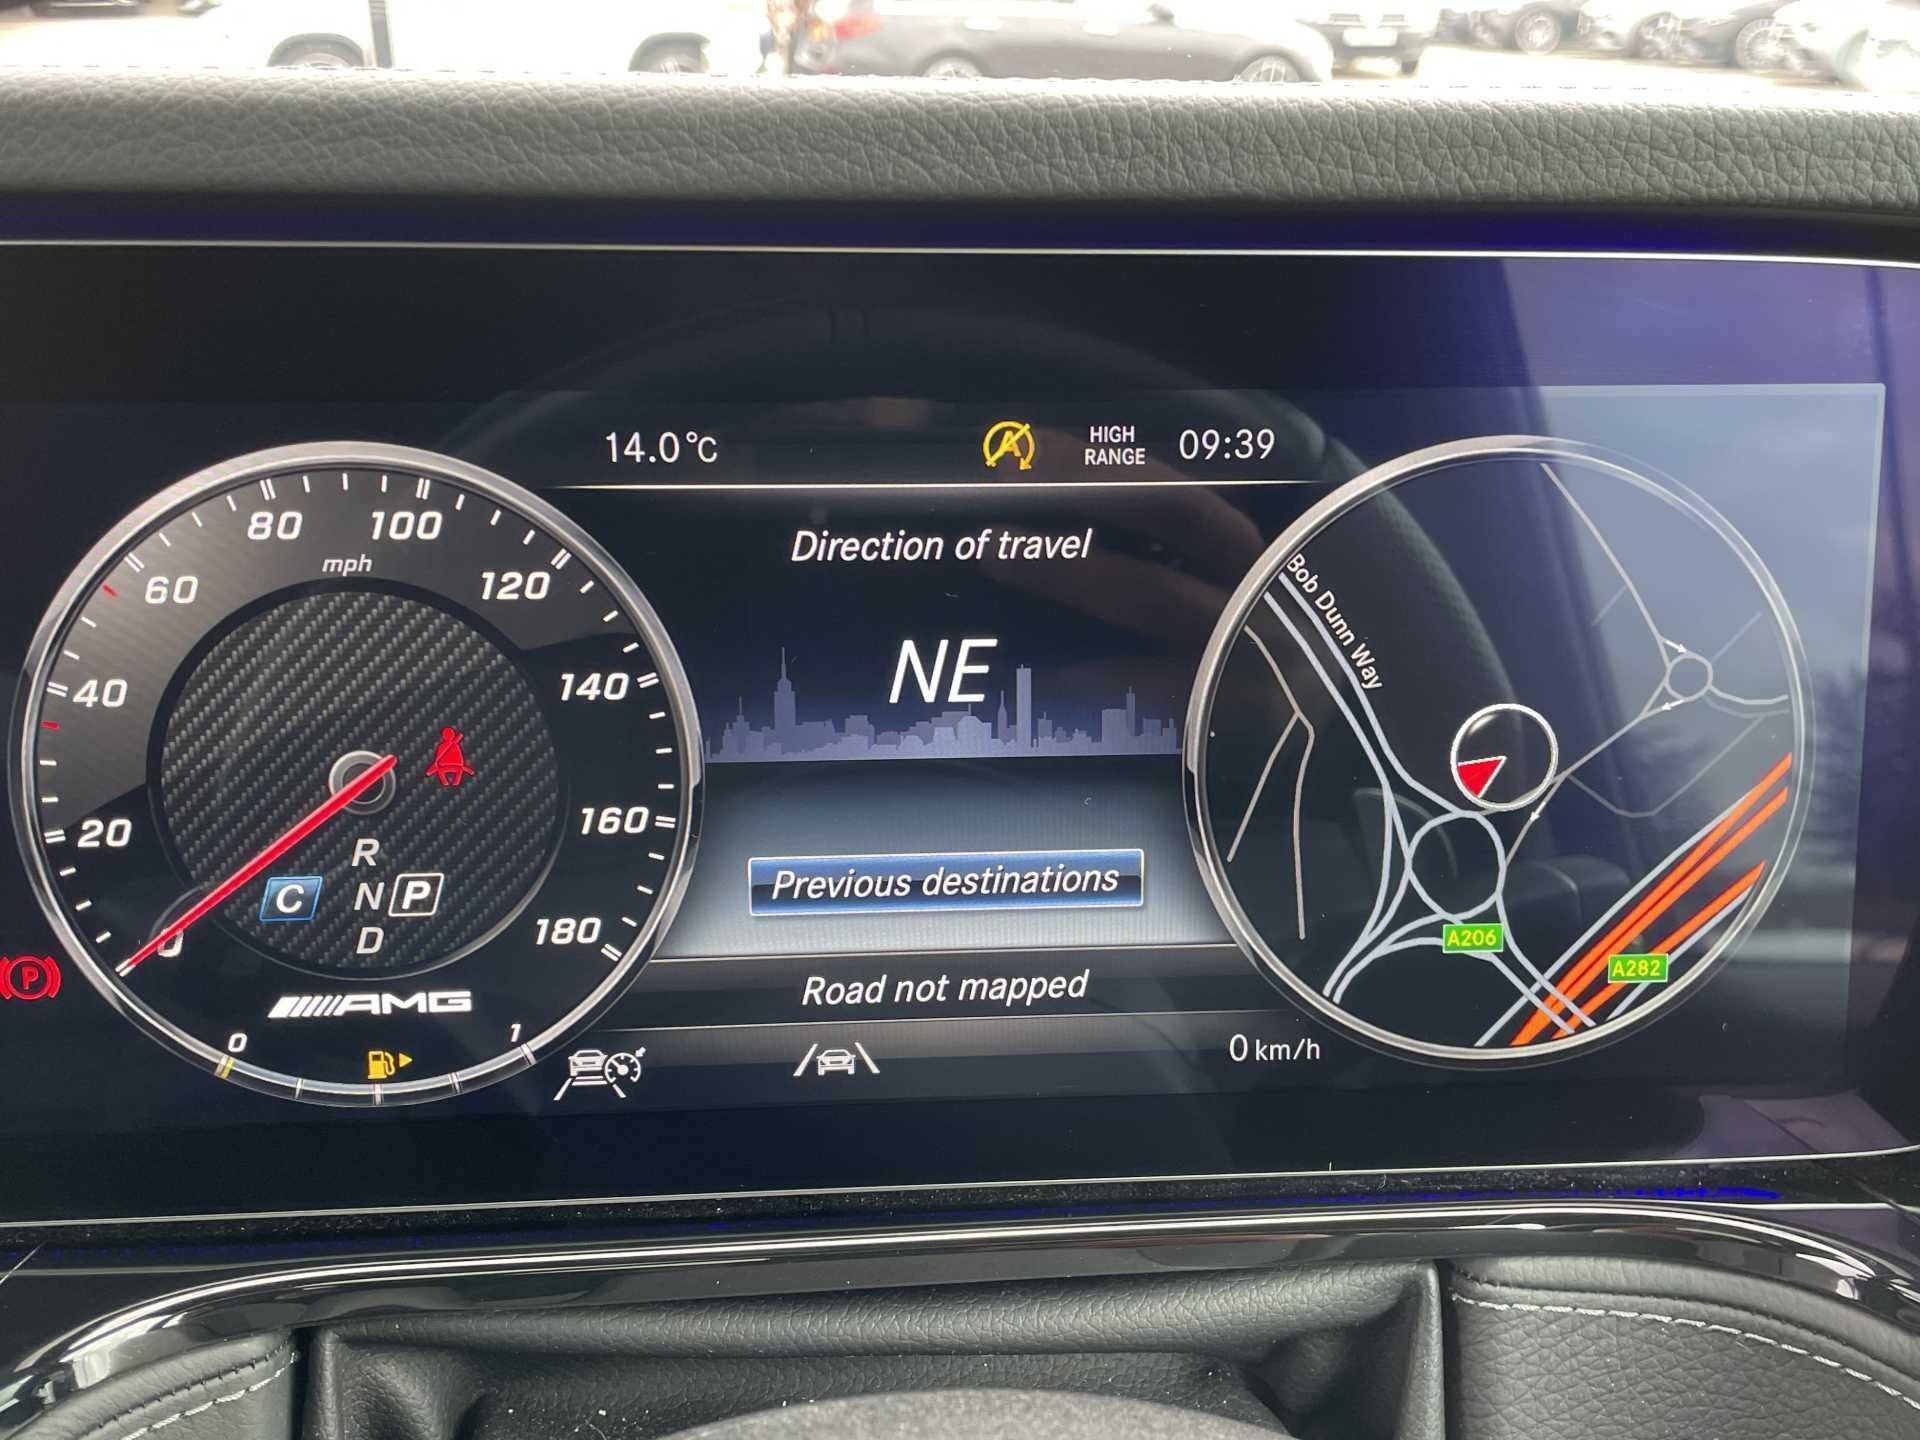 14.0°C
HIGH
RANGE
09:39
Direction of travel
NE
Previous destinations
Road not mapped
0 km/h
0
20
40
60
80
100
120
140
160
180
mph
R
N
D
P
C
AMG
0
1
P
A
Bob Dunn Way
A206
A282